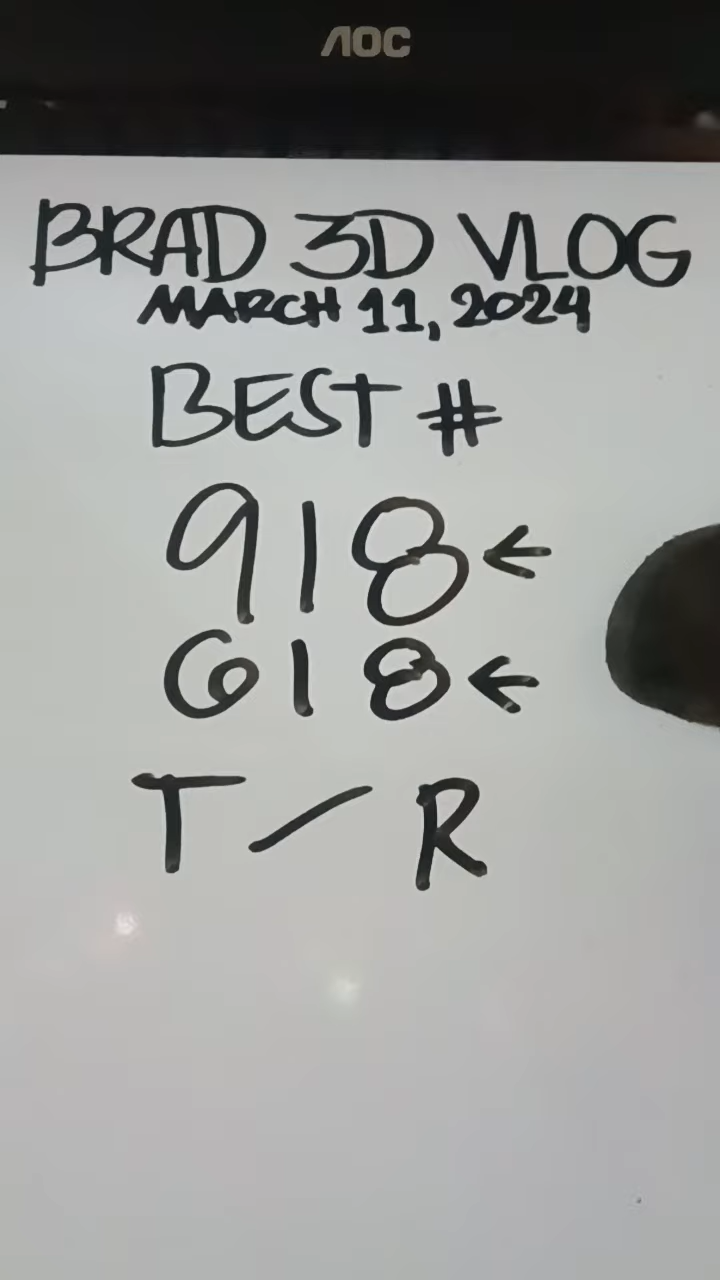 AOC
BRAD 3D VLOG
MARCH 11, 2024
BEST #
918 ←
618 ←
T / R